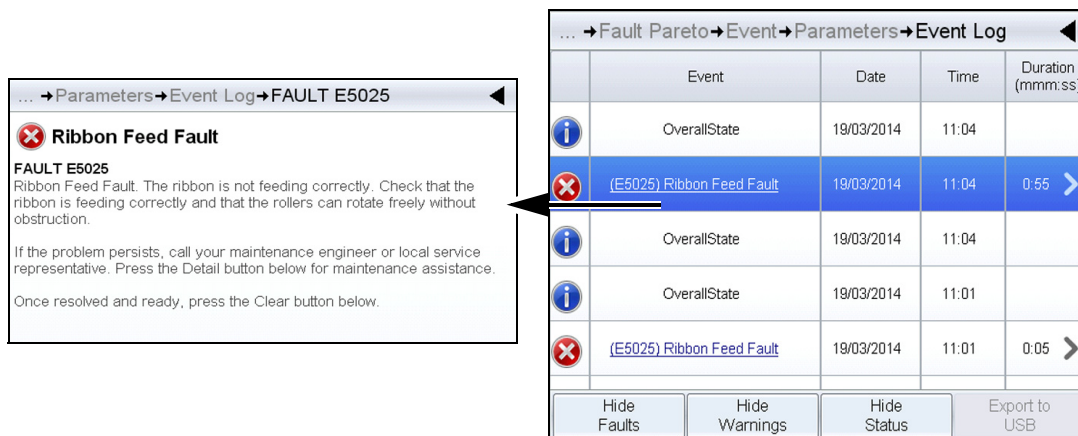 ... →Parameters→Event Log→FAULT E5025
Ribbon Feed Fault
FAULT E5025
Ribbon Feed Fault. The ribbon is not feeding correctly. Check that the
ribbon is feeding correctly and that the rollers can rotate freely without
obstruction.
If the problem persists, call your maintenance engineer or local service
representative. Press the Detail button below for maintenance assistance.
Once resolved and ready, press the Clear button below.
... →Fault Pareto→Event→Parameters→Event Log
Event Date Time Duration
(mmm:ss)
OverallState 19/03/2014 11:04
(E5025) Ribbon Feed Fault 19/03/2014 11:04 0:55
OverallState 19/03/2014 11:04
OverallState 19/03/2014 11:01
(E5025) Ribbon Feed Fault 19/03/2014 11:01 0:05
Hide Hide Hide Export to
Faults Warnings Status USB